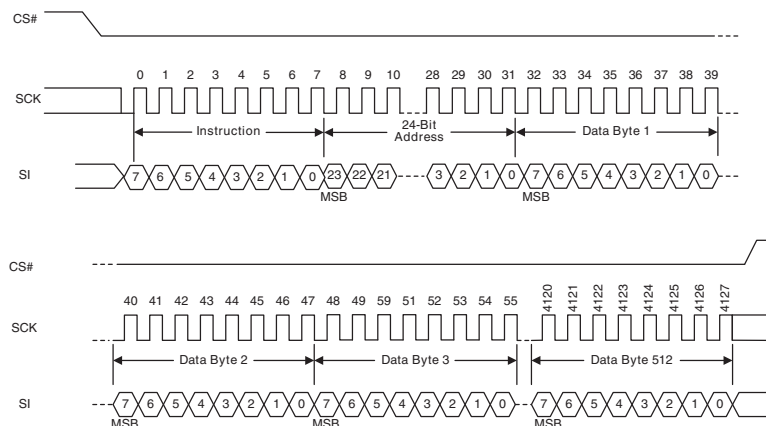 CS#
0 1 2 3 4 5 6 7 8 9 10 28 29 30 31 32 33 34 35 36 37 38 39
SCK
Instruction 24-Bit Address Data Byte 1
SI 7 6 5 4 3 2 1 0 23 22 21 3 2 1 0 7 6 5 4 3 2 1 0
MSB MSB
CS#
40 41 42 43 44 45 46 47 48 49 59 51 52 53 54 55 4120 4121 4122 4123 4124 4125 4126 4127
SCK
Data Byte 2 Data Byte 3 Data Byte 512
SI 7 6 5 4 3 2 1 0 7 6 5 4 3 2 1 0 7 6 5 4 3 2 1 0
MSB MSB MSB